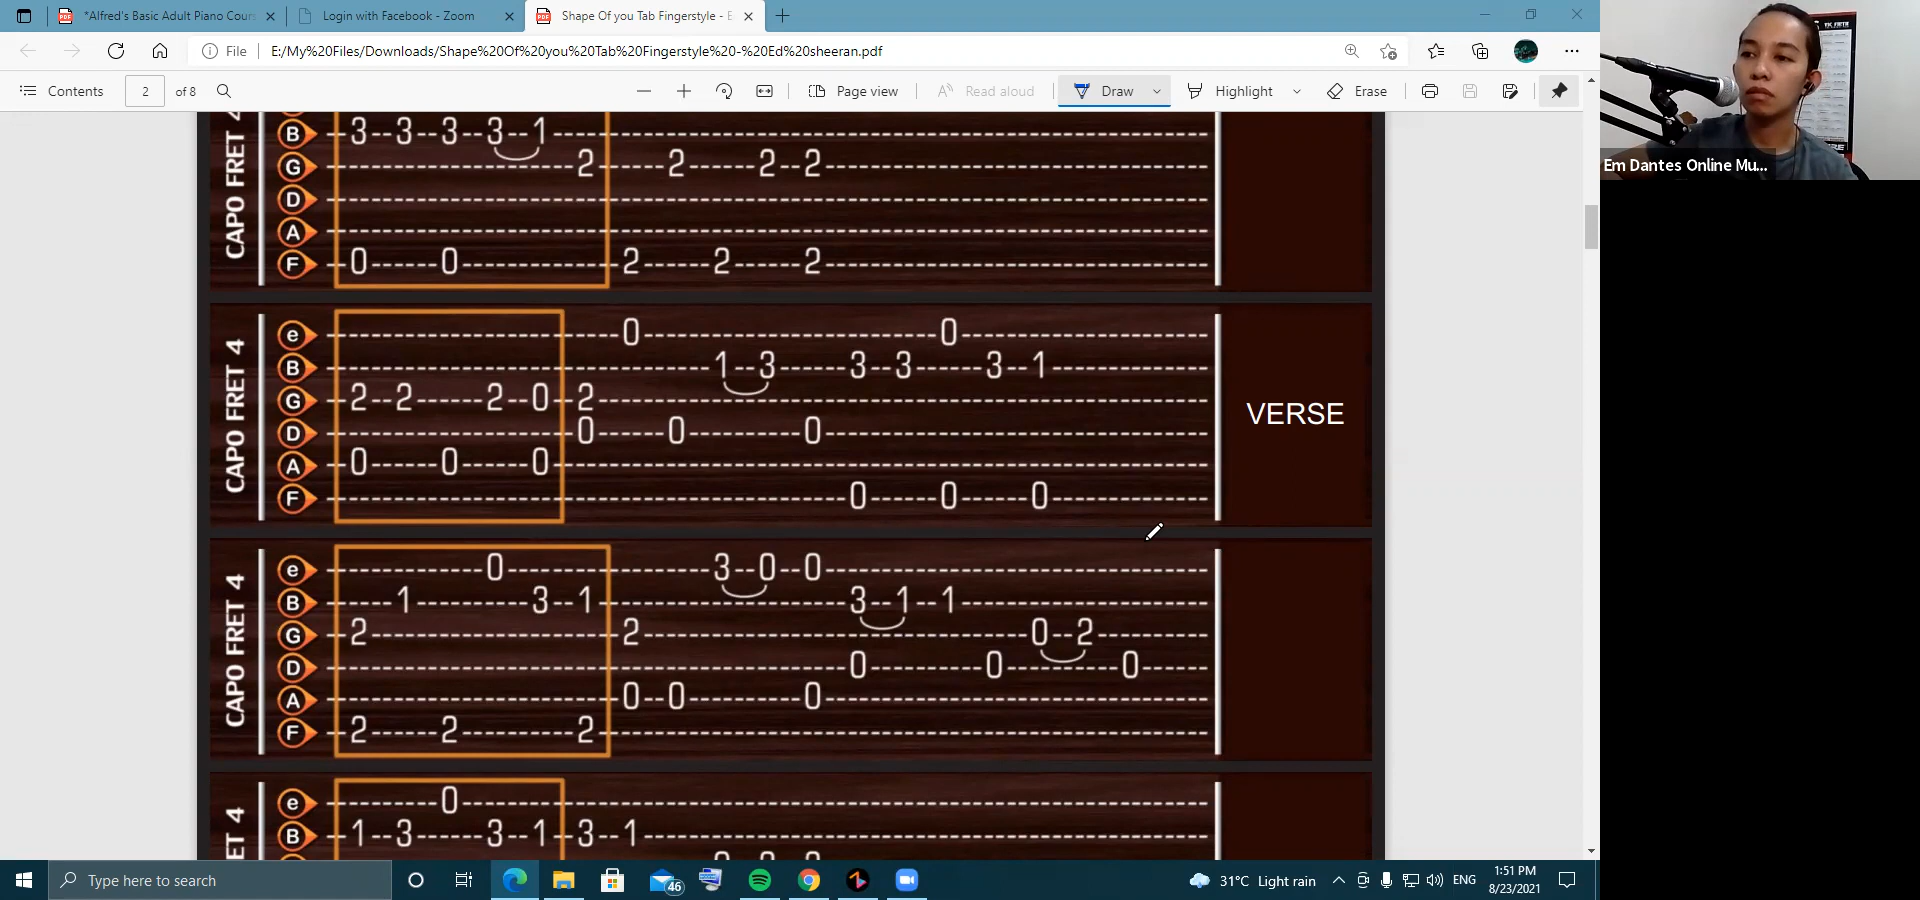 *Alfred's Basic Adult Piano Cour
Login with Facebook - Zoom
Shape Of you Tab Fingerstyle - E
File
E:/My%20Files/Downloads/Shape%20Of%20you%20Tab%20Fingerstyle%20-%20Ed%20sheeran.pdf
Contents
2
of 8
Page view
Read aloud
Draw
Highlight
Erase
Em Dantes Online Mu...
CAPO FRET 4
B --3--3--3--3--1---
G 2-----2-----2--2
D
A
F --0-----0--- 2-----2-----2
CAPO FRET 4
e 0 0
B 1--3-----3--3-----3--1
G --2--2-----2--0--2
D 0-----0--------0
A --0-----0-----0
F 0-----0-----0
VERSE
CAPO FRET 4
e 0 3--0--0
B 1--------3--1 3--1--1
G --2 2 0--2
D 0--------0--------0
A 0--0--------0
F --2-----2--------2
ET 4
e 0
B --1--3-----3--1--3--1
Type here to search
46
31°C Light rain
ENG
1:51 PM
8/23/2021